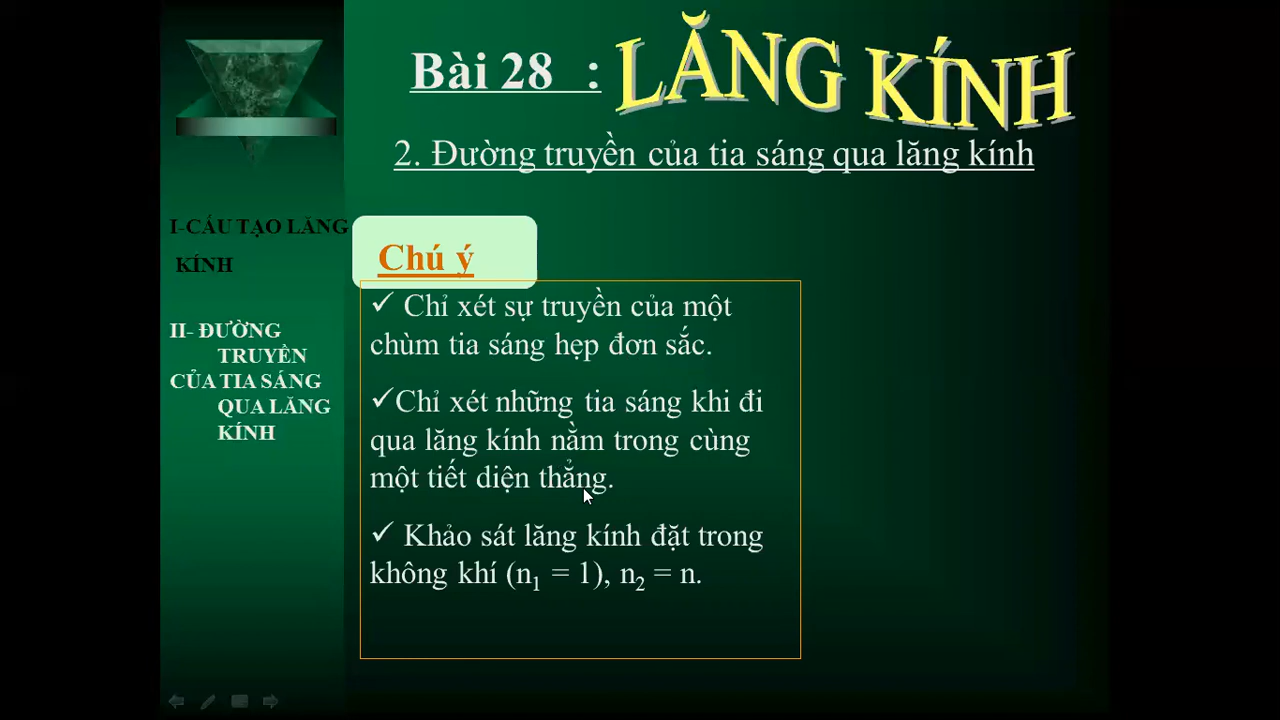 Bài 28 : LĂNG KÍNH
2. Đường truyền của tia sáng qua lăng kính
I-CẤU TẠO LĂNG
KÍNH
II- ĐƯỜNG
TRUYỀN
CỦA TIA SÁNG
QUA LĂNG
KÍNH
Chú ý
✓ Chỉ xét sự truyền của một
chùm tia sáng hẹp đơn sắc.
✓Chỉ xét những tia sáng khi đi
qua lăng kính nằm trong cùng
một tiết diện thẳng.
✓ Khảo sát lăng kính đặt trong
không khí (n₁ = 1), n₂ = n.